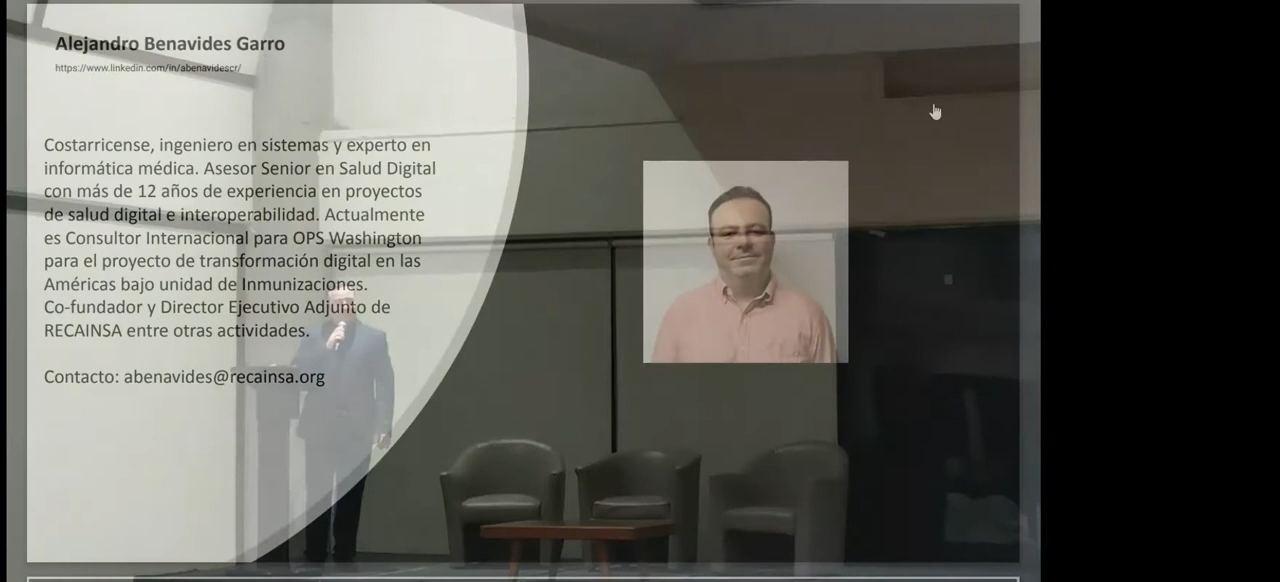 Alejandro Benavides Garro
https://www.linkedin.com/in/abenavidescr/
Costarricense, ingeniero en sistemas y experto en
informática médica. Asesor Senior en Salud Digital
con más de 12 años de experiencia en proyectos
de salud digital e interoperabilidad. Actualmente
es Consultor Internacional para OPS Washington
para el proyecto de transformación digital en las
Américas bajo unidad de Inmunizaciones.
Co-fundador y Director Ejecutivo Adjunto de
RECAINSA entre otras actividades.
Contacto: abenavides@recainsa.org